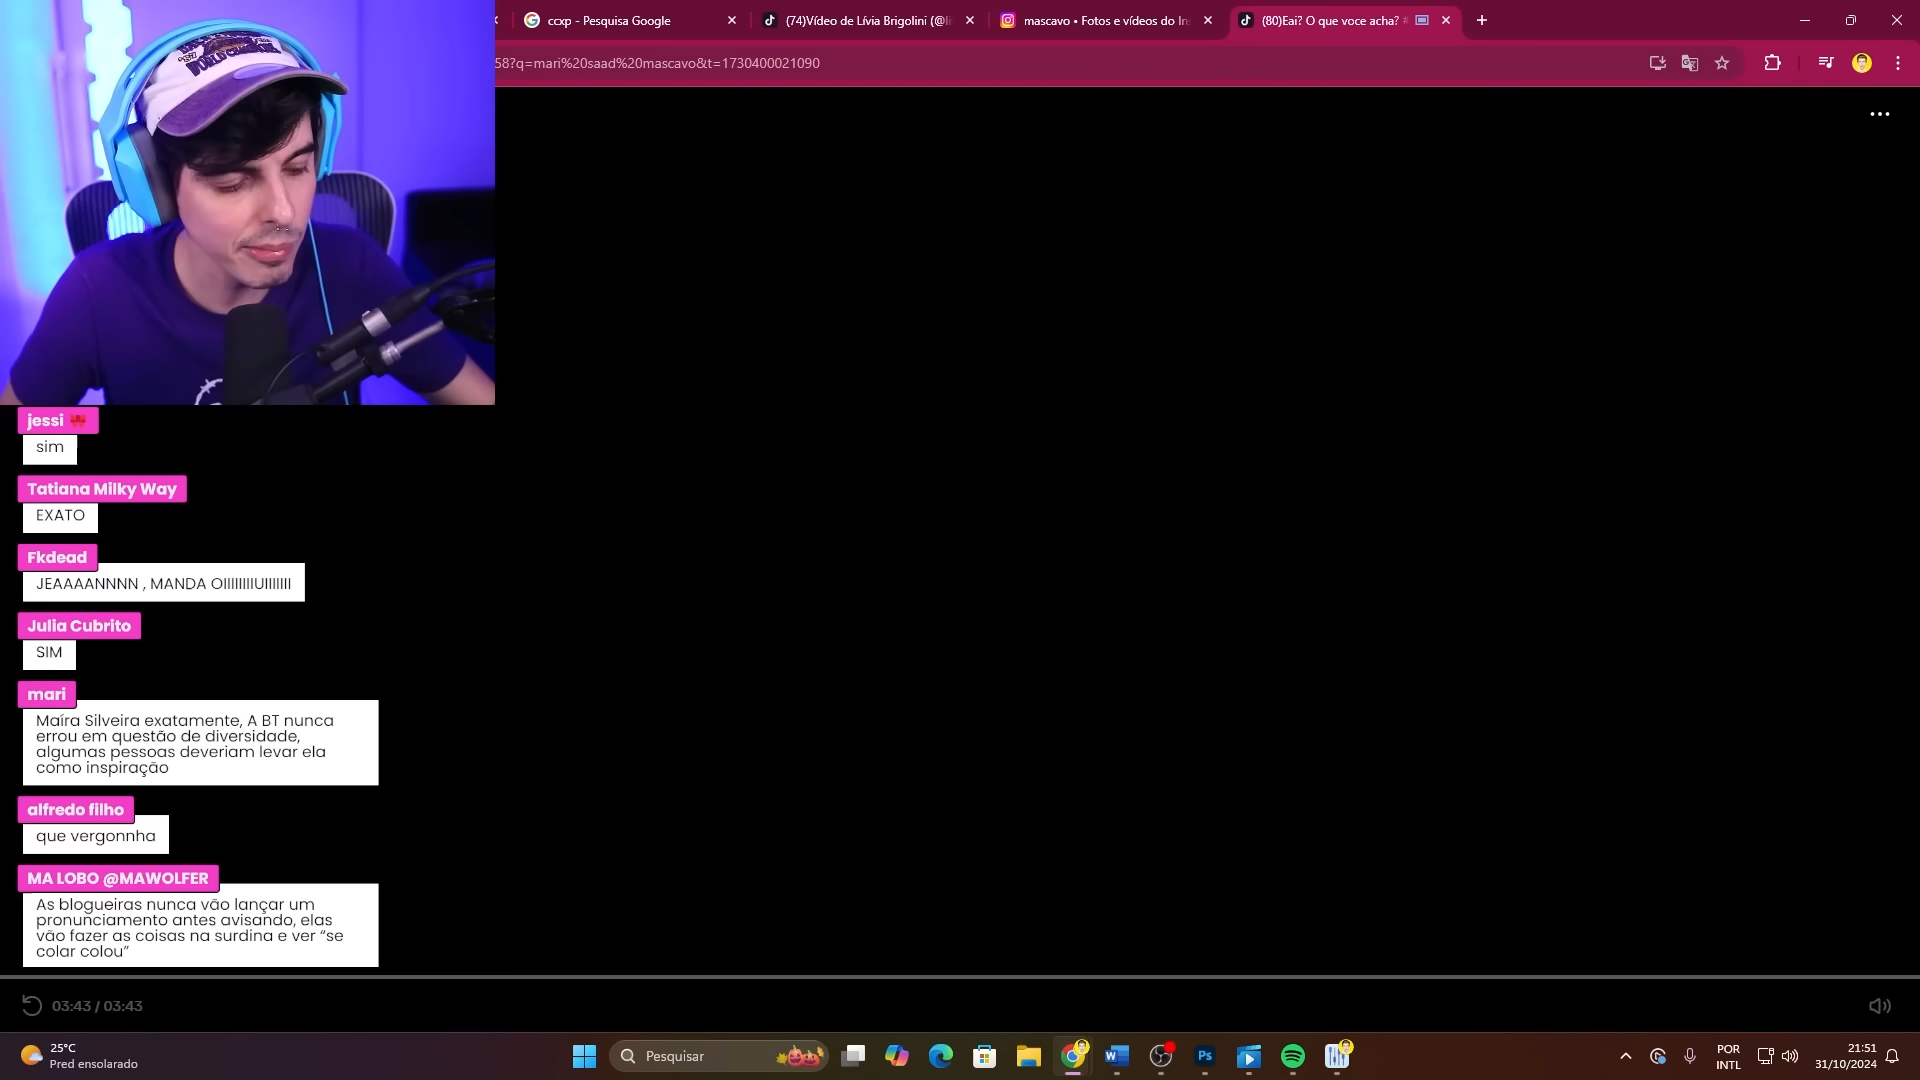 WORLD CHAMPIONS
ccxp - Pesquisa Google
(74)Vídeo de Lívia Brigolini (@li
mascavo • Fotos e vídeos do In
(80)Eai? O que voce acha? #
58?q=mari%20saad%20mascavo&t=1730400021090
jessi
sim
Tatiana Milky Way
EXATO
Fkdead
JEAAAANNNN , MANDA OIIIIIIIIIUIIIIIII
Julia Cubrito
SIM
mari
Maíra Silveira exatamente, A BT nunca
errou em questão de diversidade,
algumas pessoas deveriam levar ela
como inspiração
alfredo filho
que vergonnha
MA LOBO @MAWOLFER
As blogueiras nunca vão lançar um
pronunciamento antes avisando, elas
vão fazer as coisas na surdina e ver “se
colar colou”
03:43 / 03:43
25°C
Pred ensolarado
Pesquisar
POR
INTL
21:51
31/10/2024